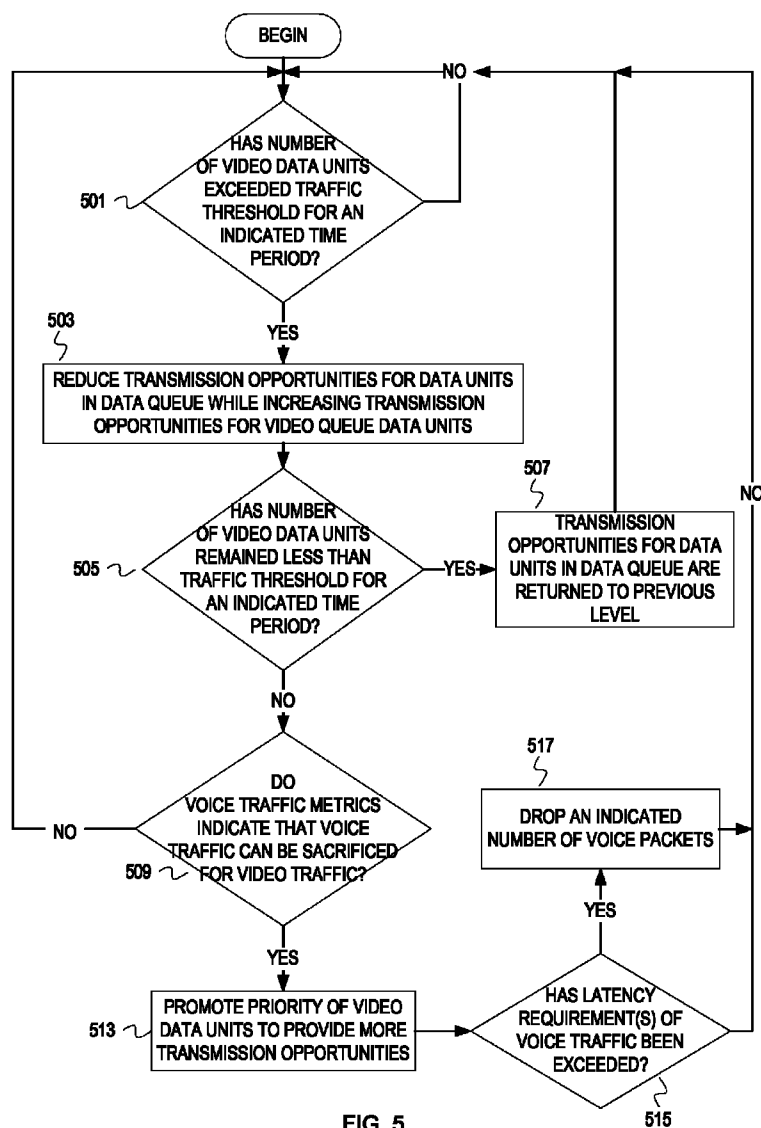 BEGIN
NO
HAS NUMBER
OF VIDEO DATA UNITS
EXCEEDED TRAFFIC
THRESHOLD FOR AN
INDICATED TIME
PERIOD?
501
YES
503
REDUCE TRANSMISSION OPPORTUNITIES FOR DATA UNITS
IN DATA QUEUE WHILE INCREASING TRANSMISSION
OPPORTUNITIES FOR VIDEO QUEUE DATA UNITS
HAS NUMBER
OF VIDEO DATA UNITS
REMAINED LESS THAN
TRAFFIC THRESHOLD FOR
AN INDICATED TIME
PERIOD?
505
YES
507
TRANSMISSION
OPPORTUNITIES FOR DATA
UNITS IN DATA QUEUE ARE
RETURNED TO PREVIOUS
LEVEL
NO
NO
DO
VOICE TRAFFIC METRICS
INDICATE THAT VOICE
TRAFFIC CAN BE SACRIFICED
FOR VIDEO TRAFFIC?
509
NO
YES
517
DROP AN INDICATED
NUMBER OF VOICE PACKETS
YES
513
PROMOTE PRIORITY OF VIDEO
DATA UNITS TO PROVIDE MORE
TRANSMISSION OPPORTUNITIES
HAS LATENCY
REQUIREMENT(S) OF
VOICE TRAFFIC BEEN
EXCEEDED?
515
FIG. 5